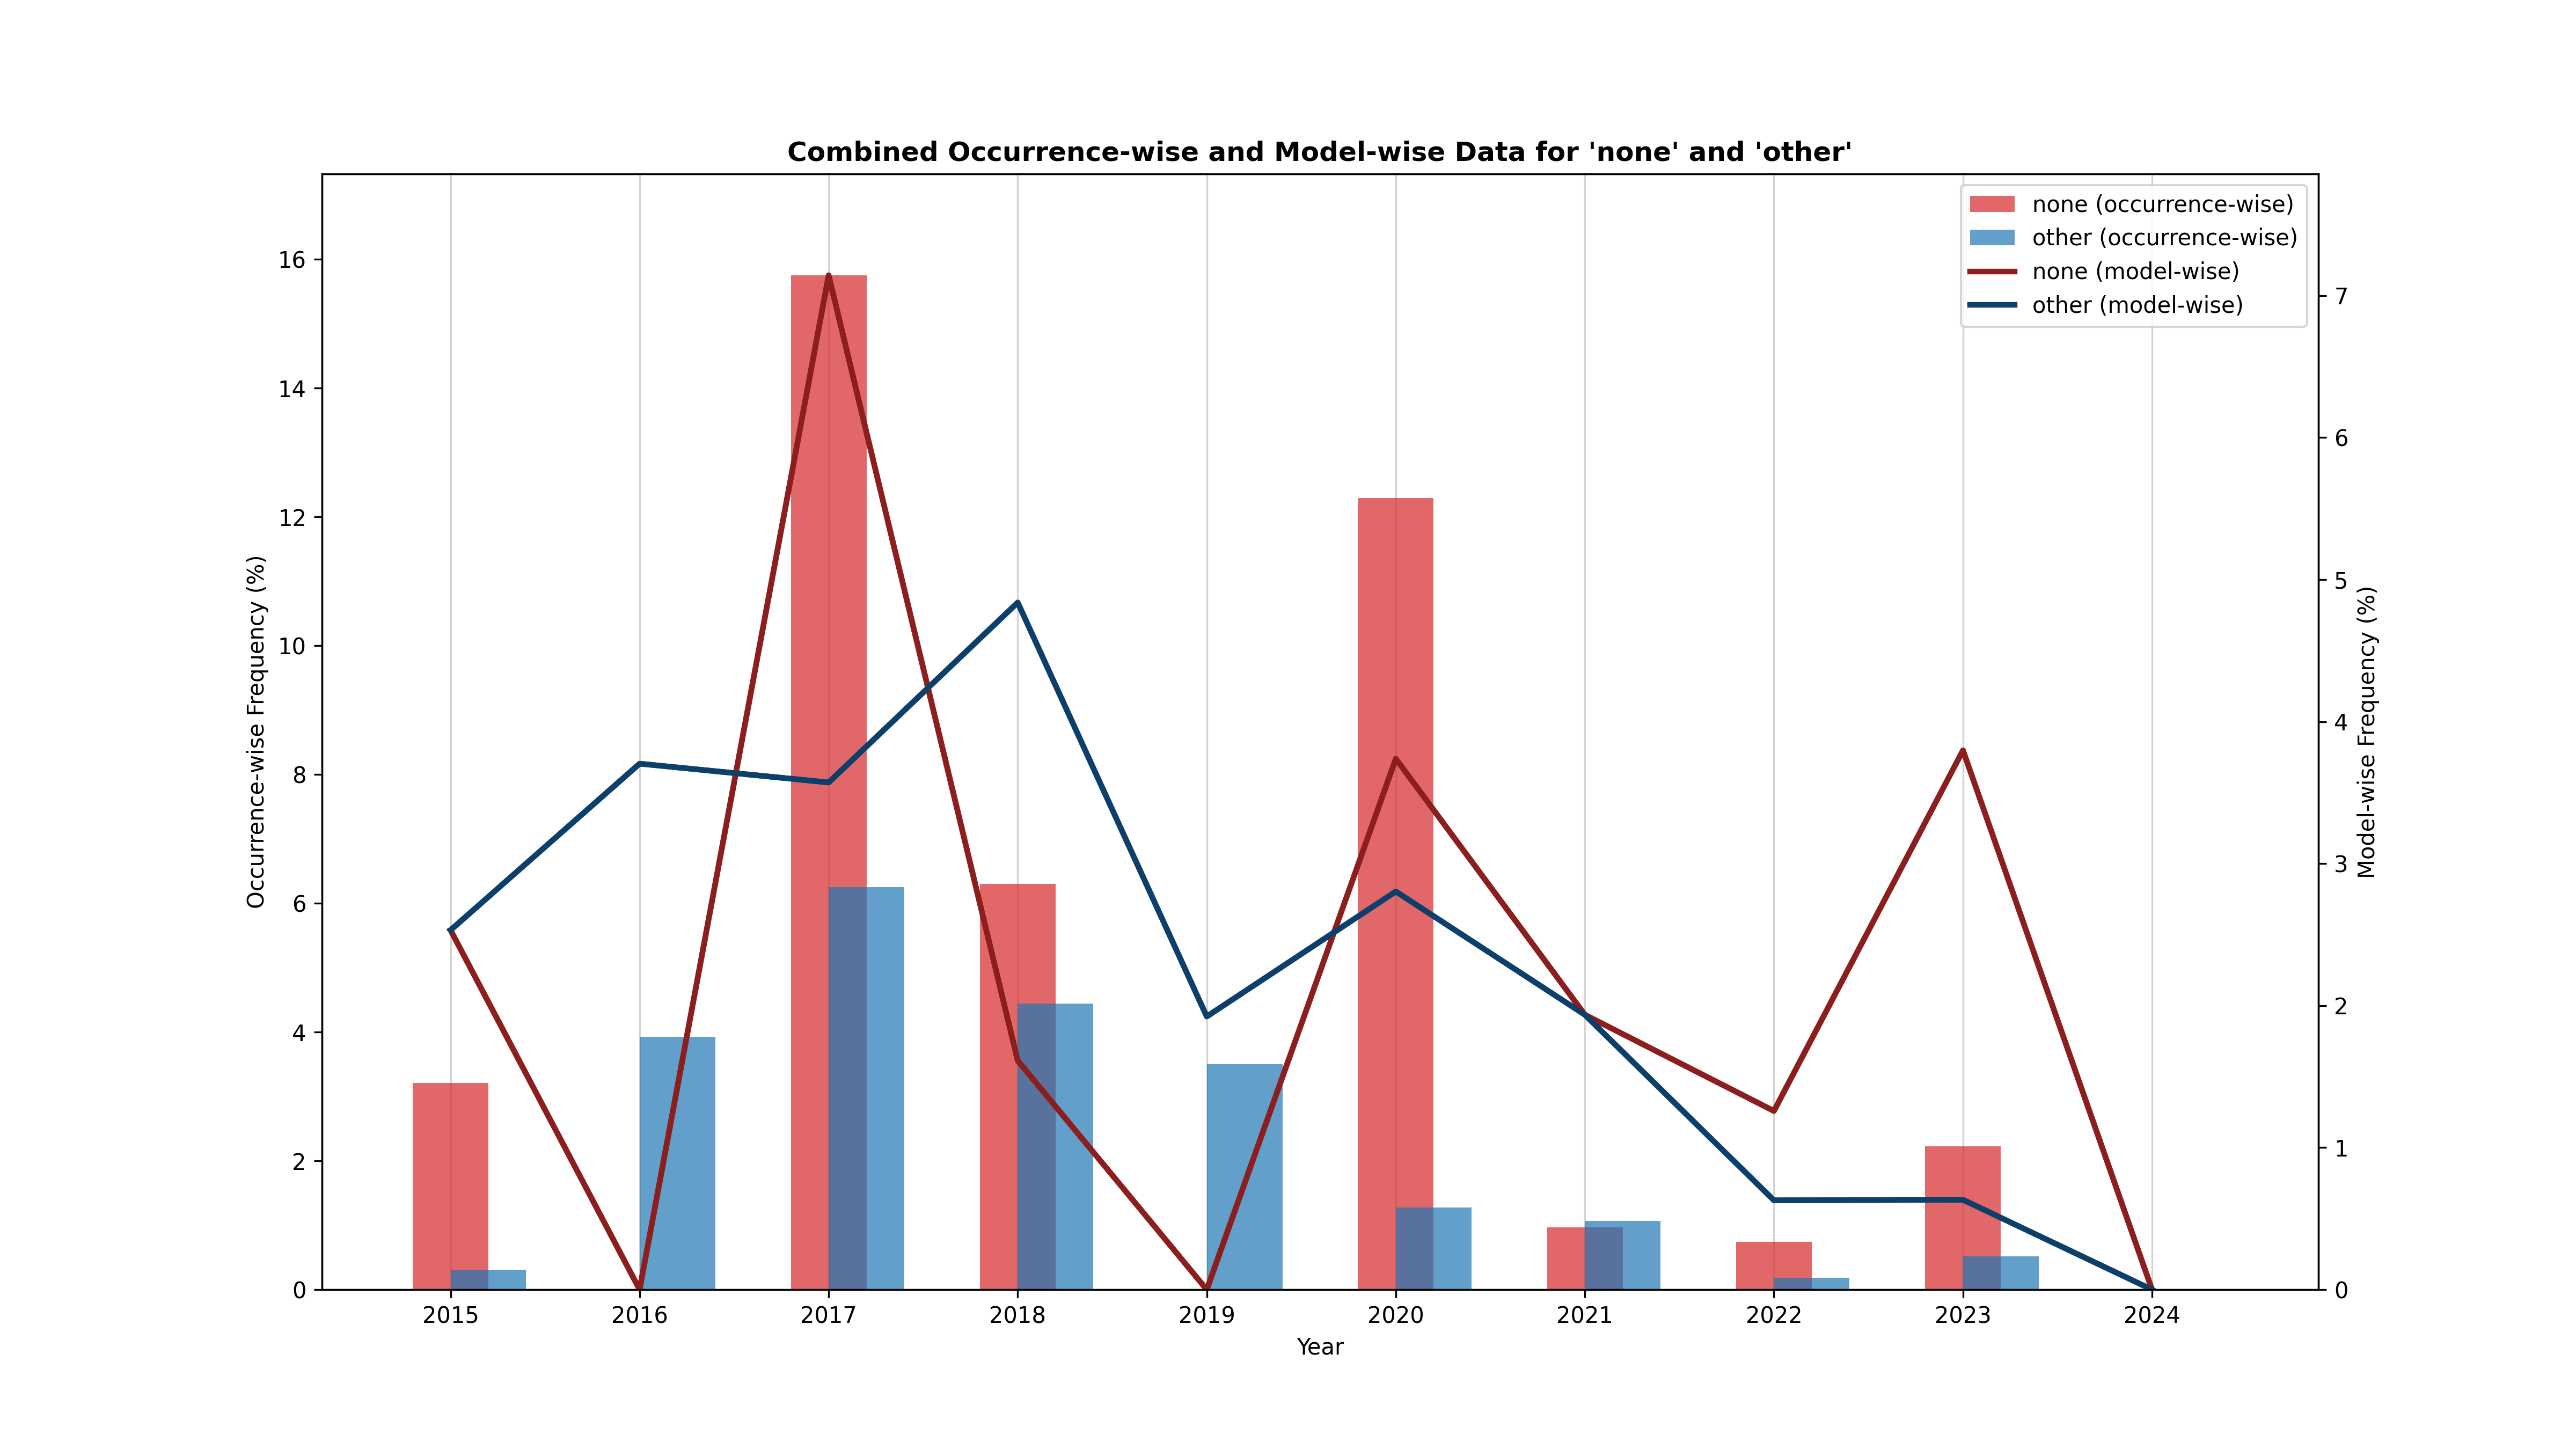 Combined Occurrence-wise and Model-wise Data for 'none' and 'other'
none (occurrence-wise)
other (occurrence-wise)
none (model-wise)
other (model-wise)
Occurrence-wise Frequency (%)
16
14
12
10
8
6
4
2
0
Model-wise Frequency (%)
7
6
5
4
3
2
1
0
2015 2016 2017 2018 2019 2020 2021 2022 2023 2024
Year